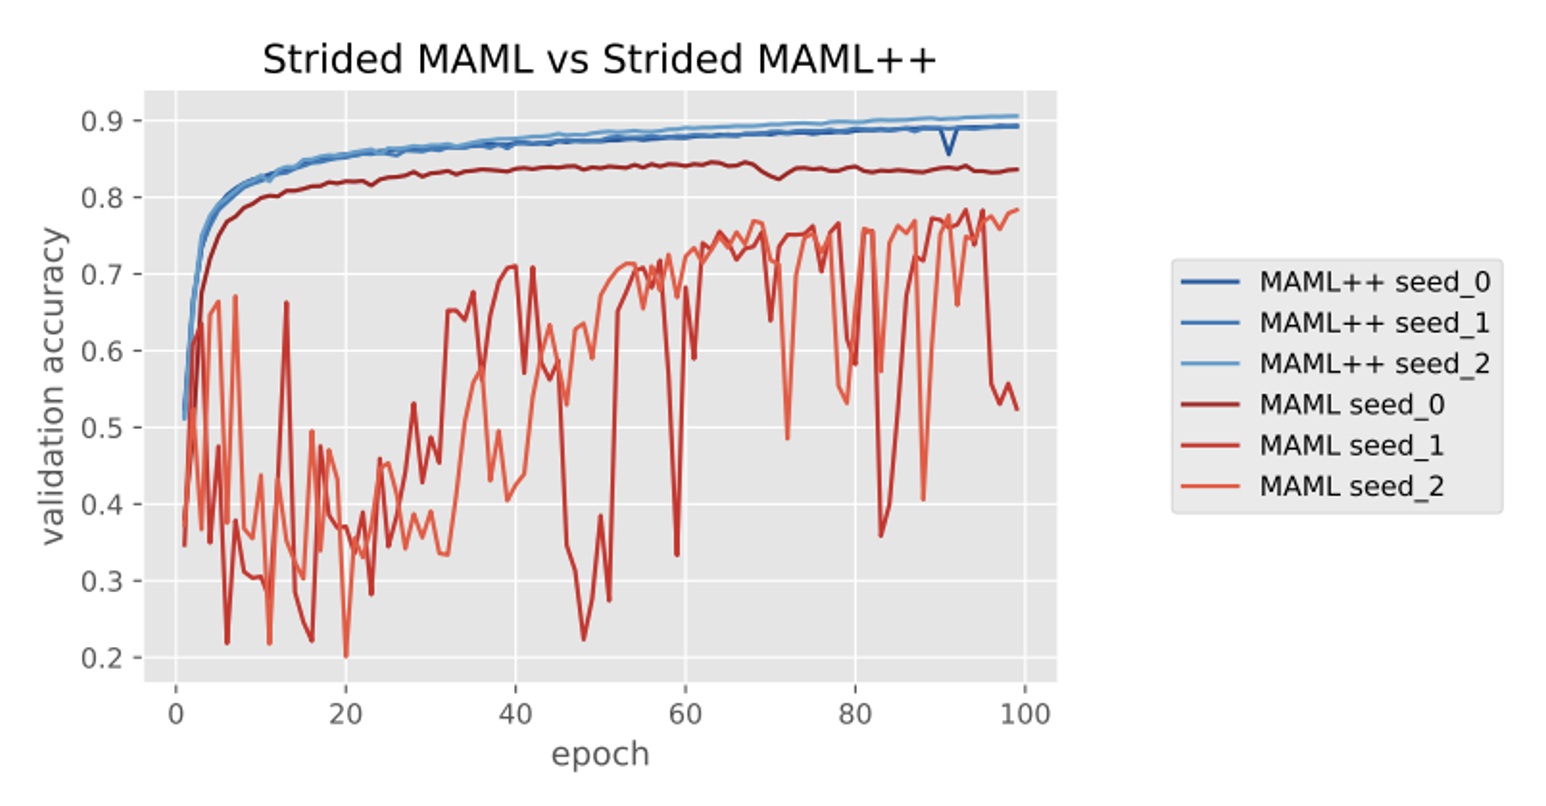 Strided MAML vs Strided MAML++
0.9
0.8
0.7
0.6
0.5
0.4
0.3
0.2
validation accuracy
0 20 40 60 80 100
epoch
MAML++ seed_0
MAML++ seed_1
MAML++ seed_2
MAML seed_0
MAML seed_1
MAML seed_2